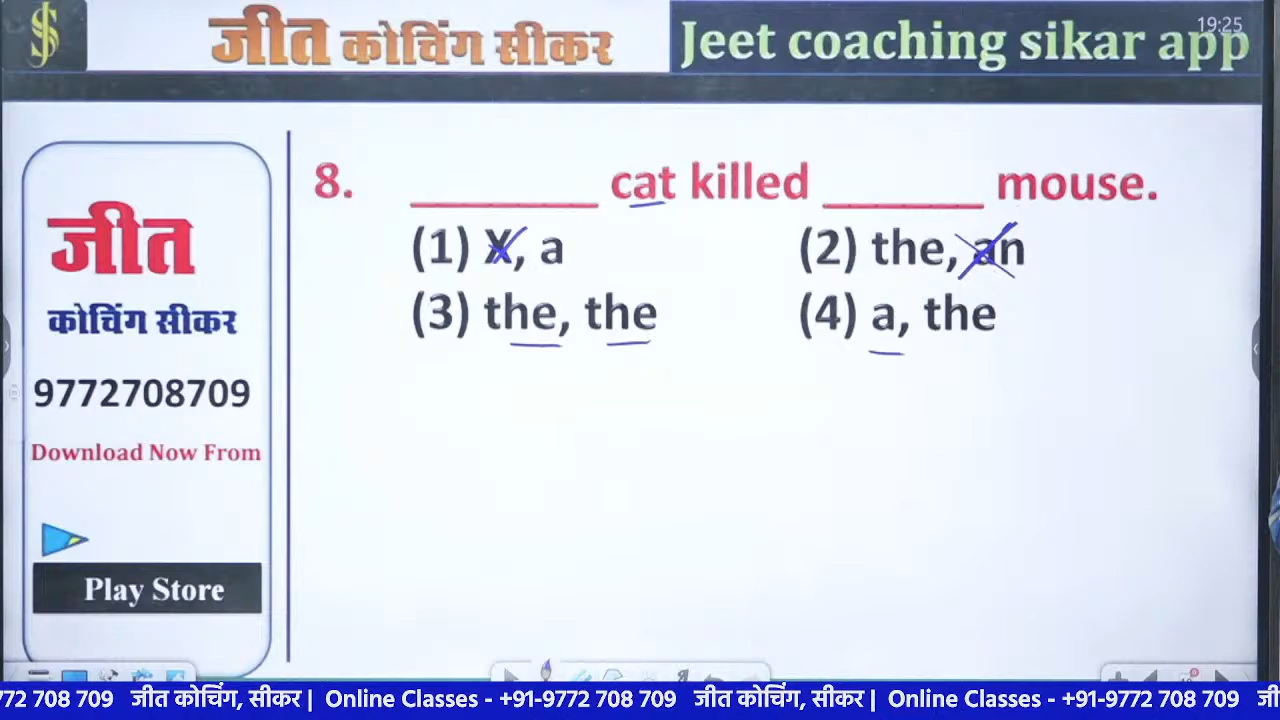 जीत कोचिंग सीकर
Jeet coaching sikar app
19:25
8. ________ cat killed _______ mouse.
(1) X, a
(2) the, an
(3) the, the
(4) a, the
जीत
कोचिंग सीकर
9772708709
Download Now From
Play Store
772 708 709 जीत कोचिंग, सीकर | Online Classes - +91-9772 708 709 जीत कोचिंग, सीकर | Online Classes - +91-9772 708 709 जी